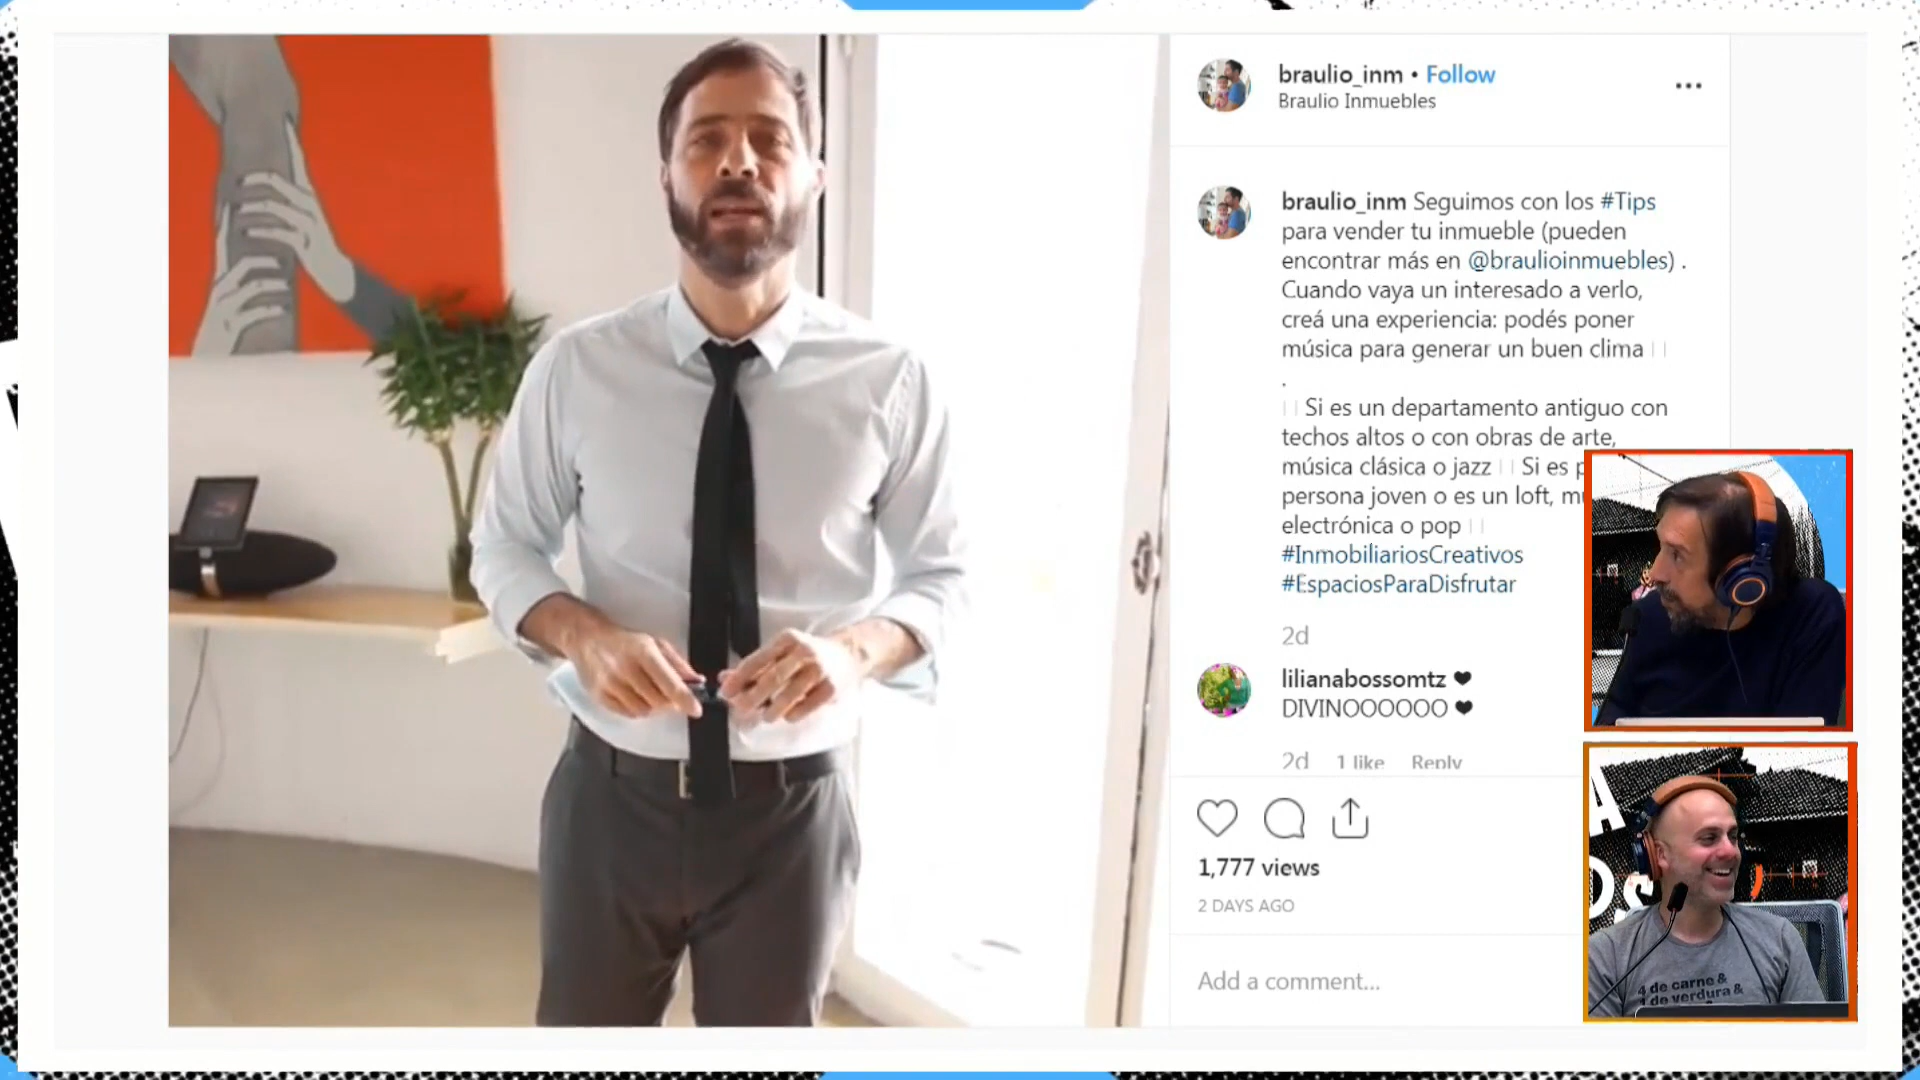 braulio_inm • Follow
Braulio Inmuebles
braulio_inm Seguimos con los #Tips
para vender tu inmueble (pueden
encontrar más en @braulioinmuebles) .
Cuando vaya un interesado a verlo,
creá una experiencia: podés poner
música para generar un buen clima
.
Si es un departamento antiguo con
techos altos o con obras de arte,
música clásica o jazz Si es
persona joven o es un loft,
electrónica o pop
#InmobiliariosCreativos
#EspaciosParaDisfrutar
2d
lilianabossomtz ❤
DIVINOOOOOO ❤
2d 1 like Reply
1,777 views
2 DAYS AGO
Add a comment...
4 de carne &
de verdura &